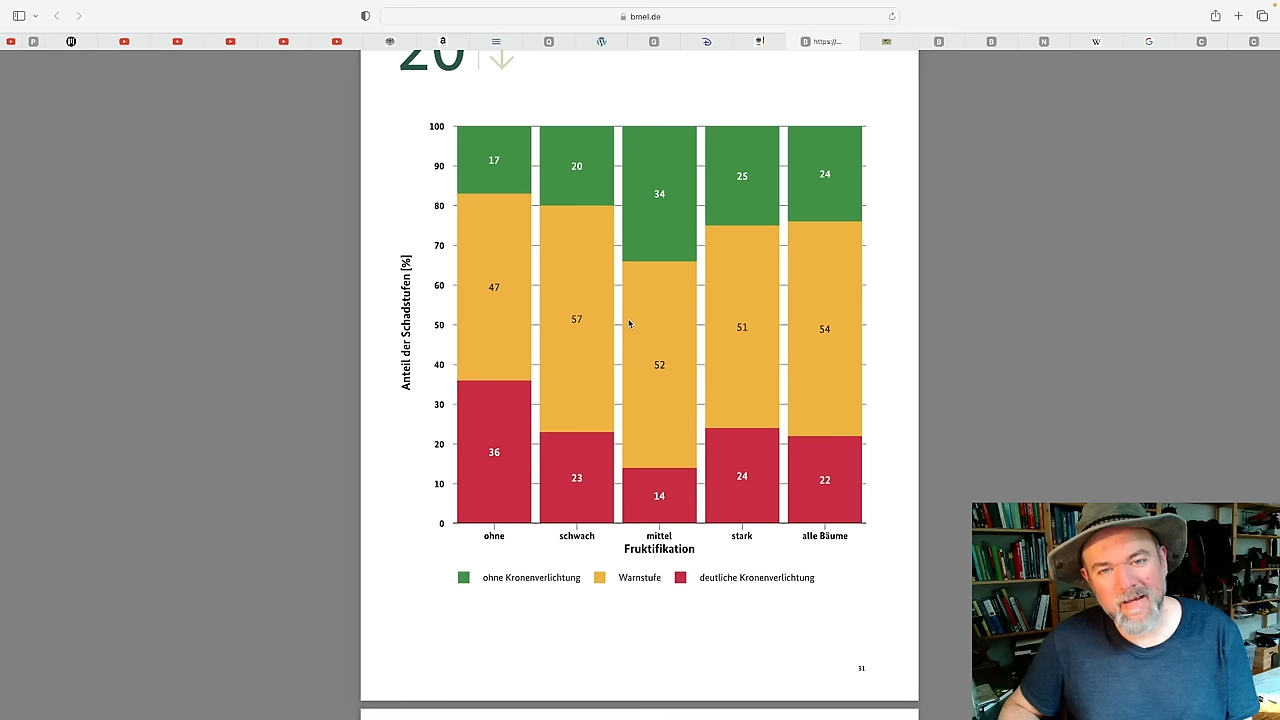 bmel.de
https://...
20
100
90
80
70
60
50
40
30
20
10
0
Anteil der Schadstufen [%]
17
20
34
25
24
47
57
52
51
54
36
23
14
24
22
ohne
schwach
mittel
stark
alle Bäume
Fruktifikation
ohne Kronenverlichtung
Warnstufe
deutliche Kronenverlichtung
31